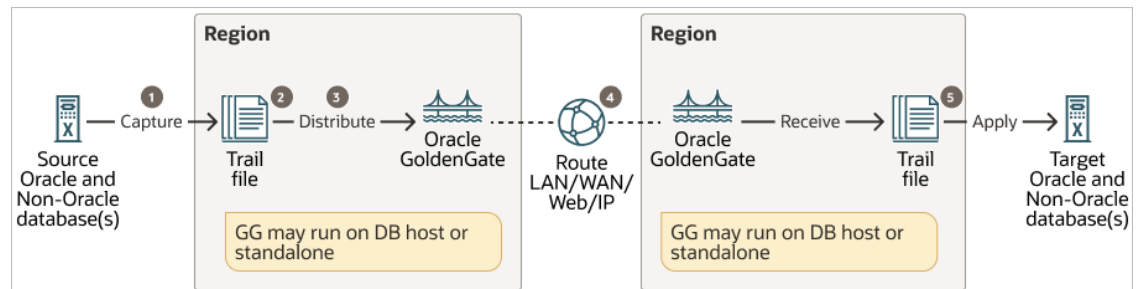 Region
Region
1
2
3
4
5
Capture
Distribute
Receive
Apply
X
X
Source
Oracle and
Non-Oracle
database(s)
Trail
file
Oracle
GoldenGate
Route
LAN/WAN/
Web/IP
Oracle
GoldenGate
Trail
file
Target
Oracle and
Non-Oracle
database(s)
GG may run on DB host or
standalone
GG may run on DB host or
standalone